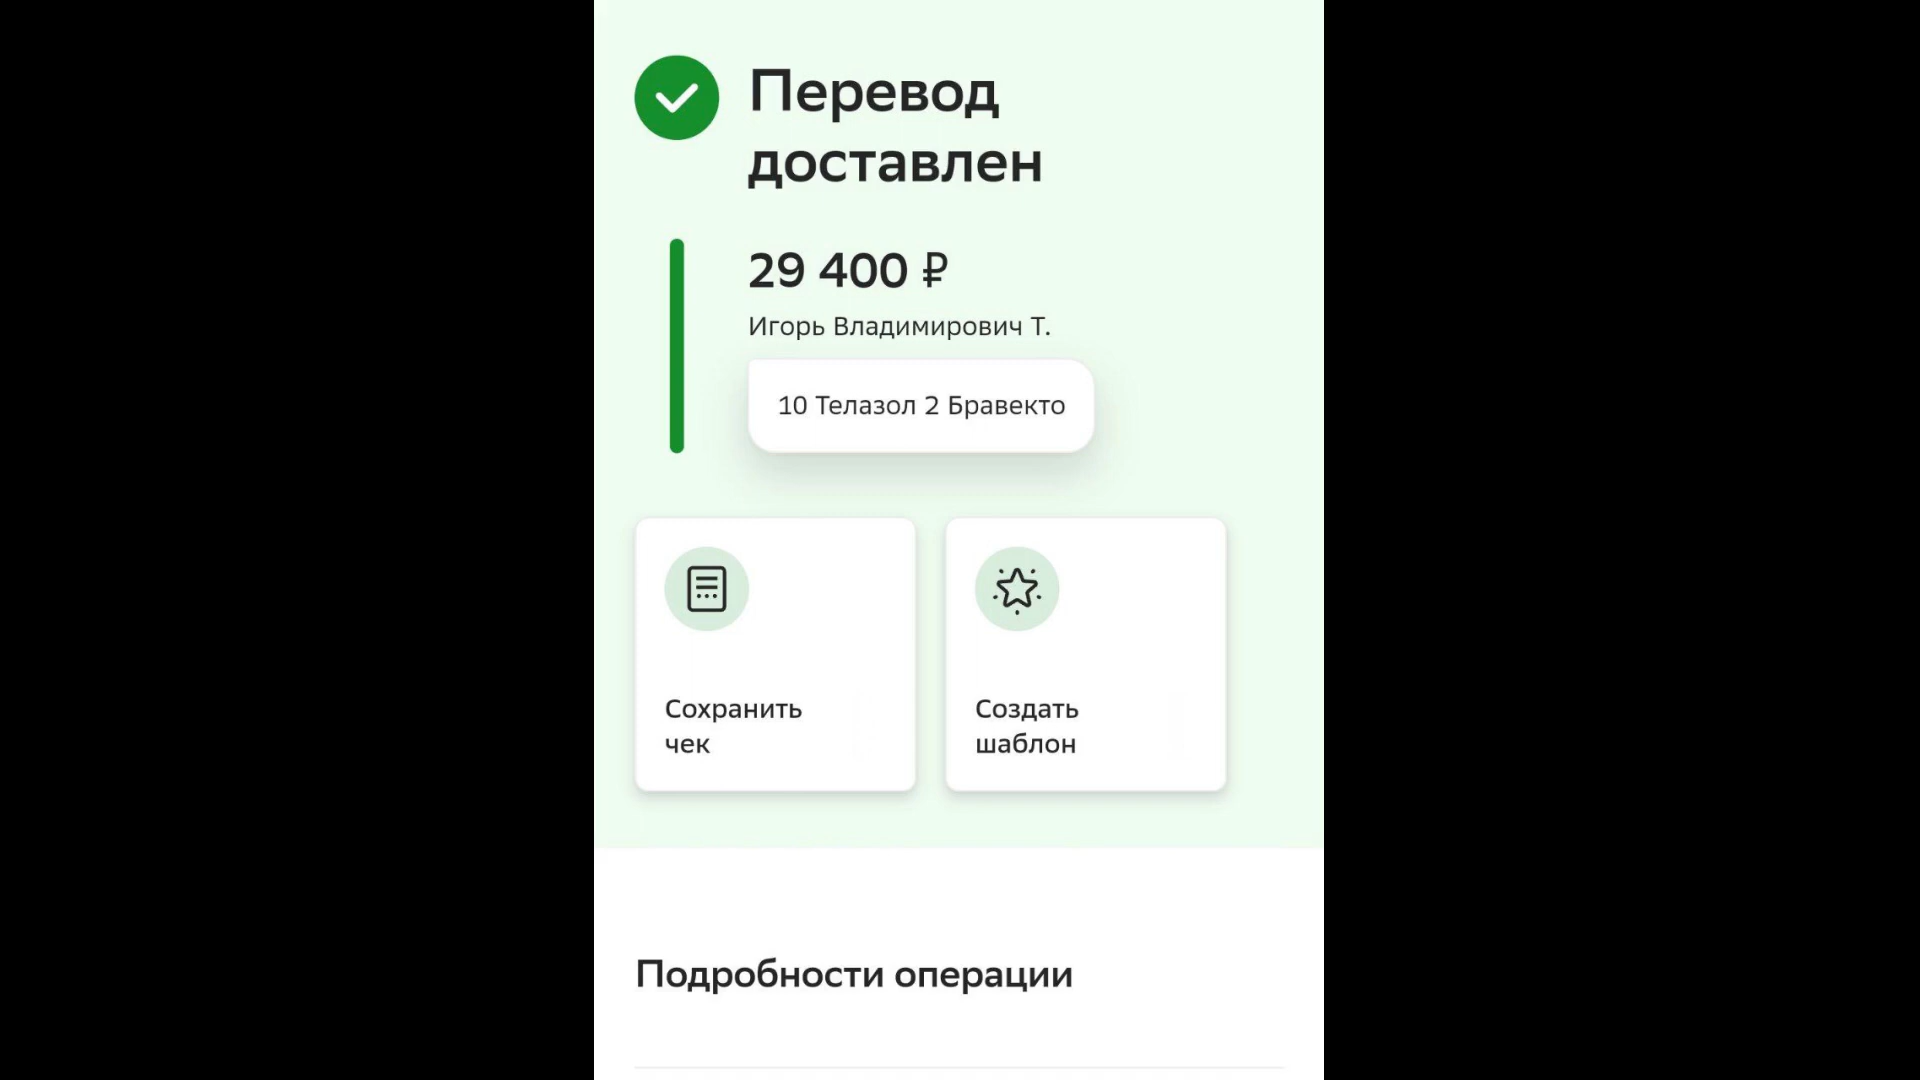 Перевод
доставлен
29 400 ₽
Игорь Владимирович Т.
10 Телазол 2 Бравекто
Сохранить
чек
Создать
шаблон
Подробности операции